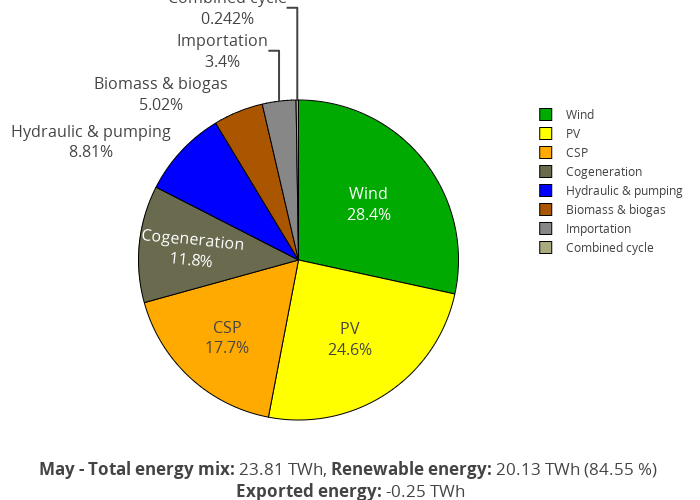 Combined cycle
0.242%
Importation
3.4%
Biomass & biogas
5.02%
Hydraulic & pumping
8.81%
Cogeneration
11.8%
Wind
28.4%
CSP
17.7%
PV
24.6%
Wind
PV
CSP
Cogeneration
Hydraulic & pumping
Biomass & biogas
Importation
Combined cycle
May - Total energy mix: 23.81 TWh, Renewable energy: 20.13 TWh (84.55 %)
Exported energy: -0.25 TWh